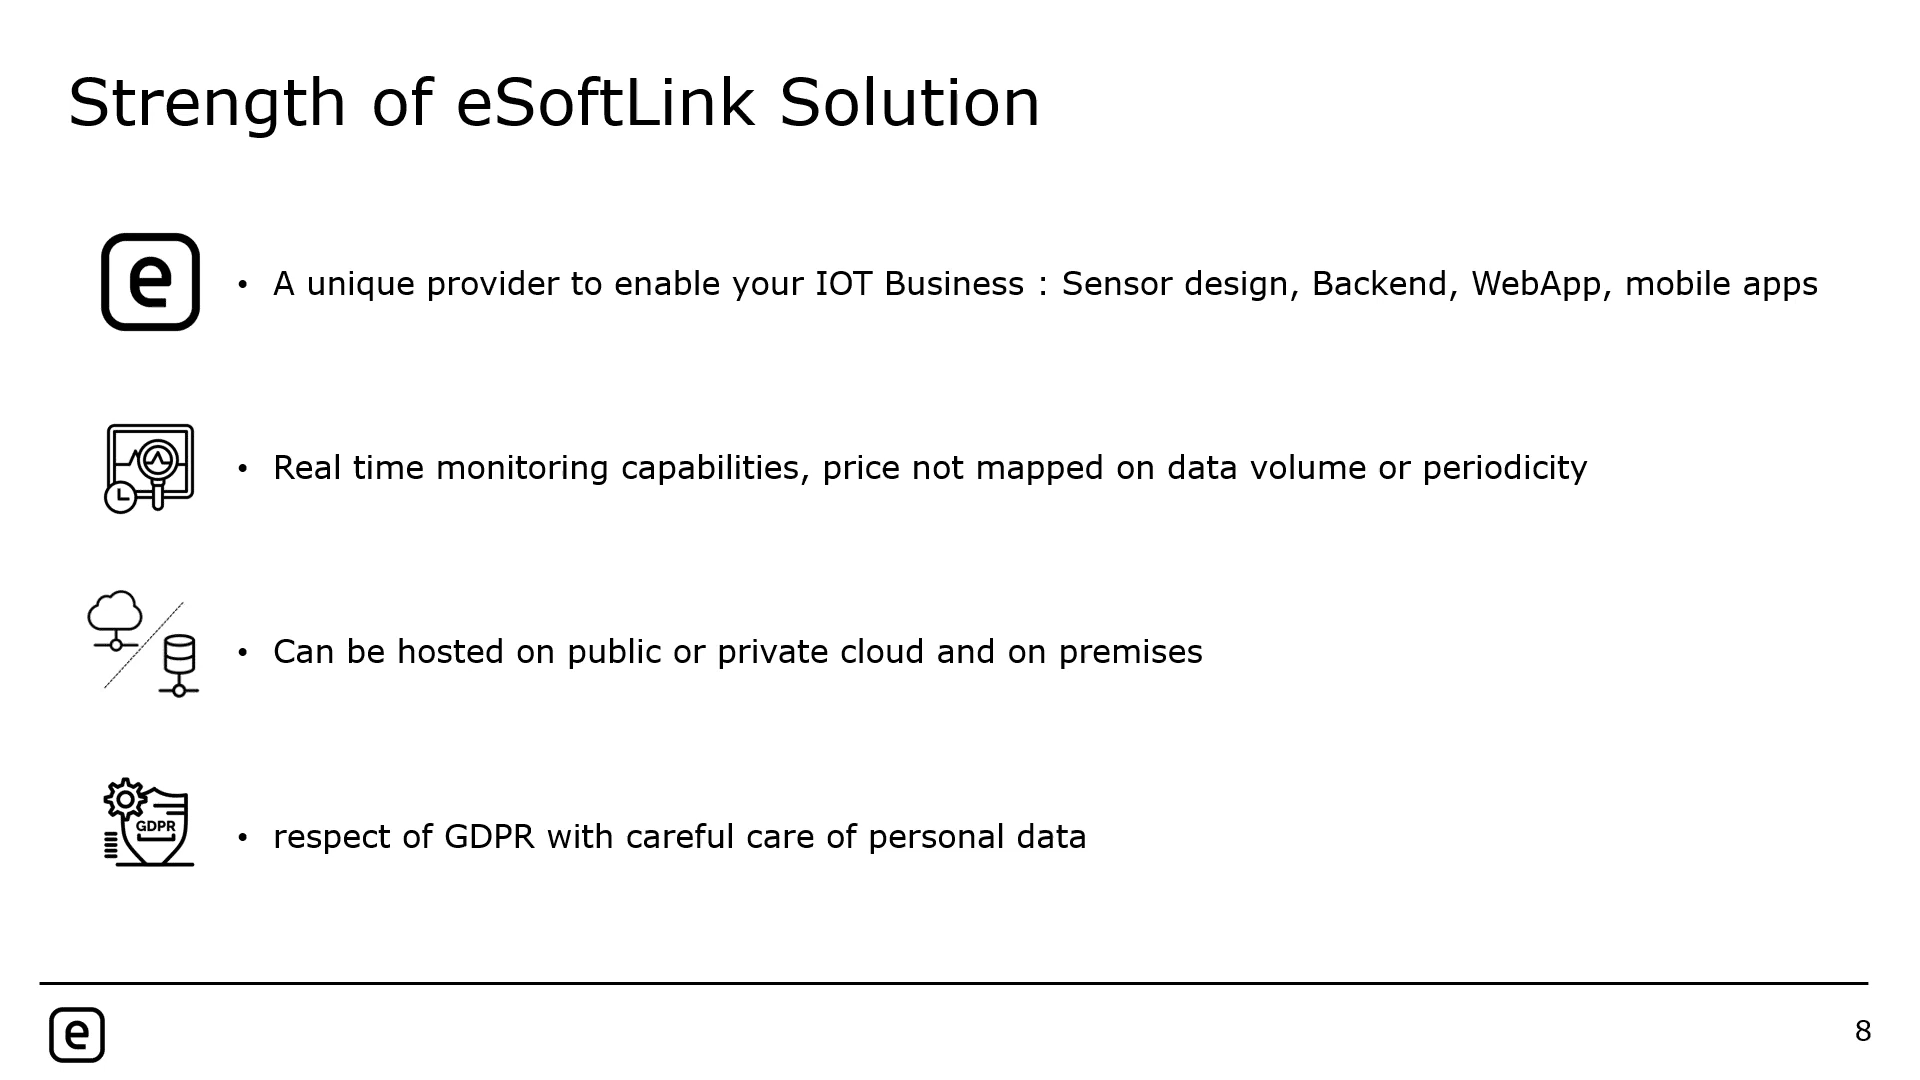 Strength of eSoftLink Solution
e
• A unique provider to enable your IOT Business : Sensor design, Backend, WebApp, mobile apps
• Real time monitoring capabilities, price not mapped on data volume or periodicity
• Can be hosted on public or private cloud and on premises
GDPR
• respect of GDPR with careful care of personal data
e
8